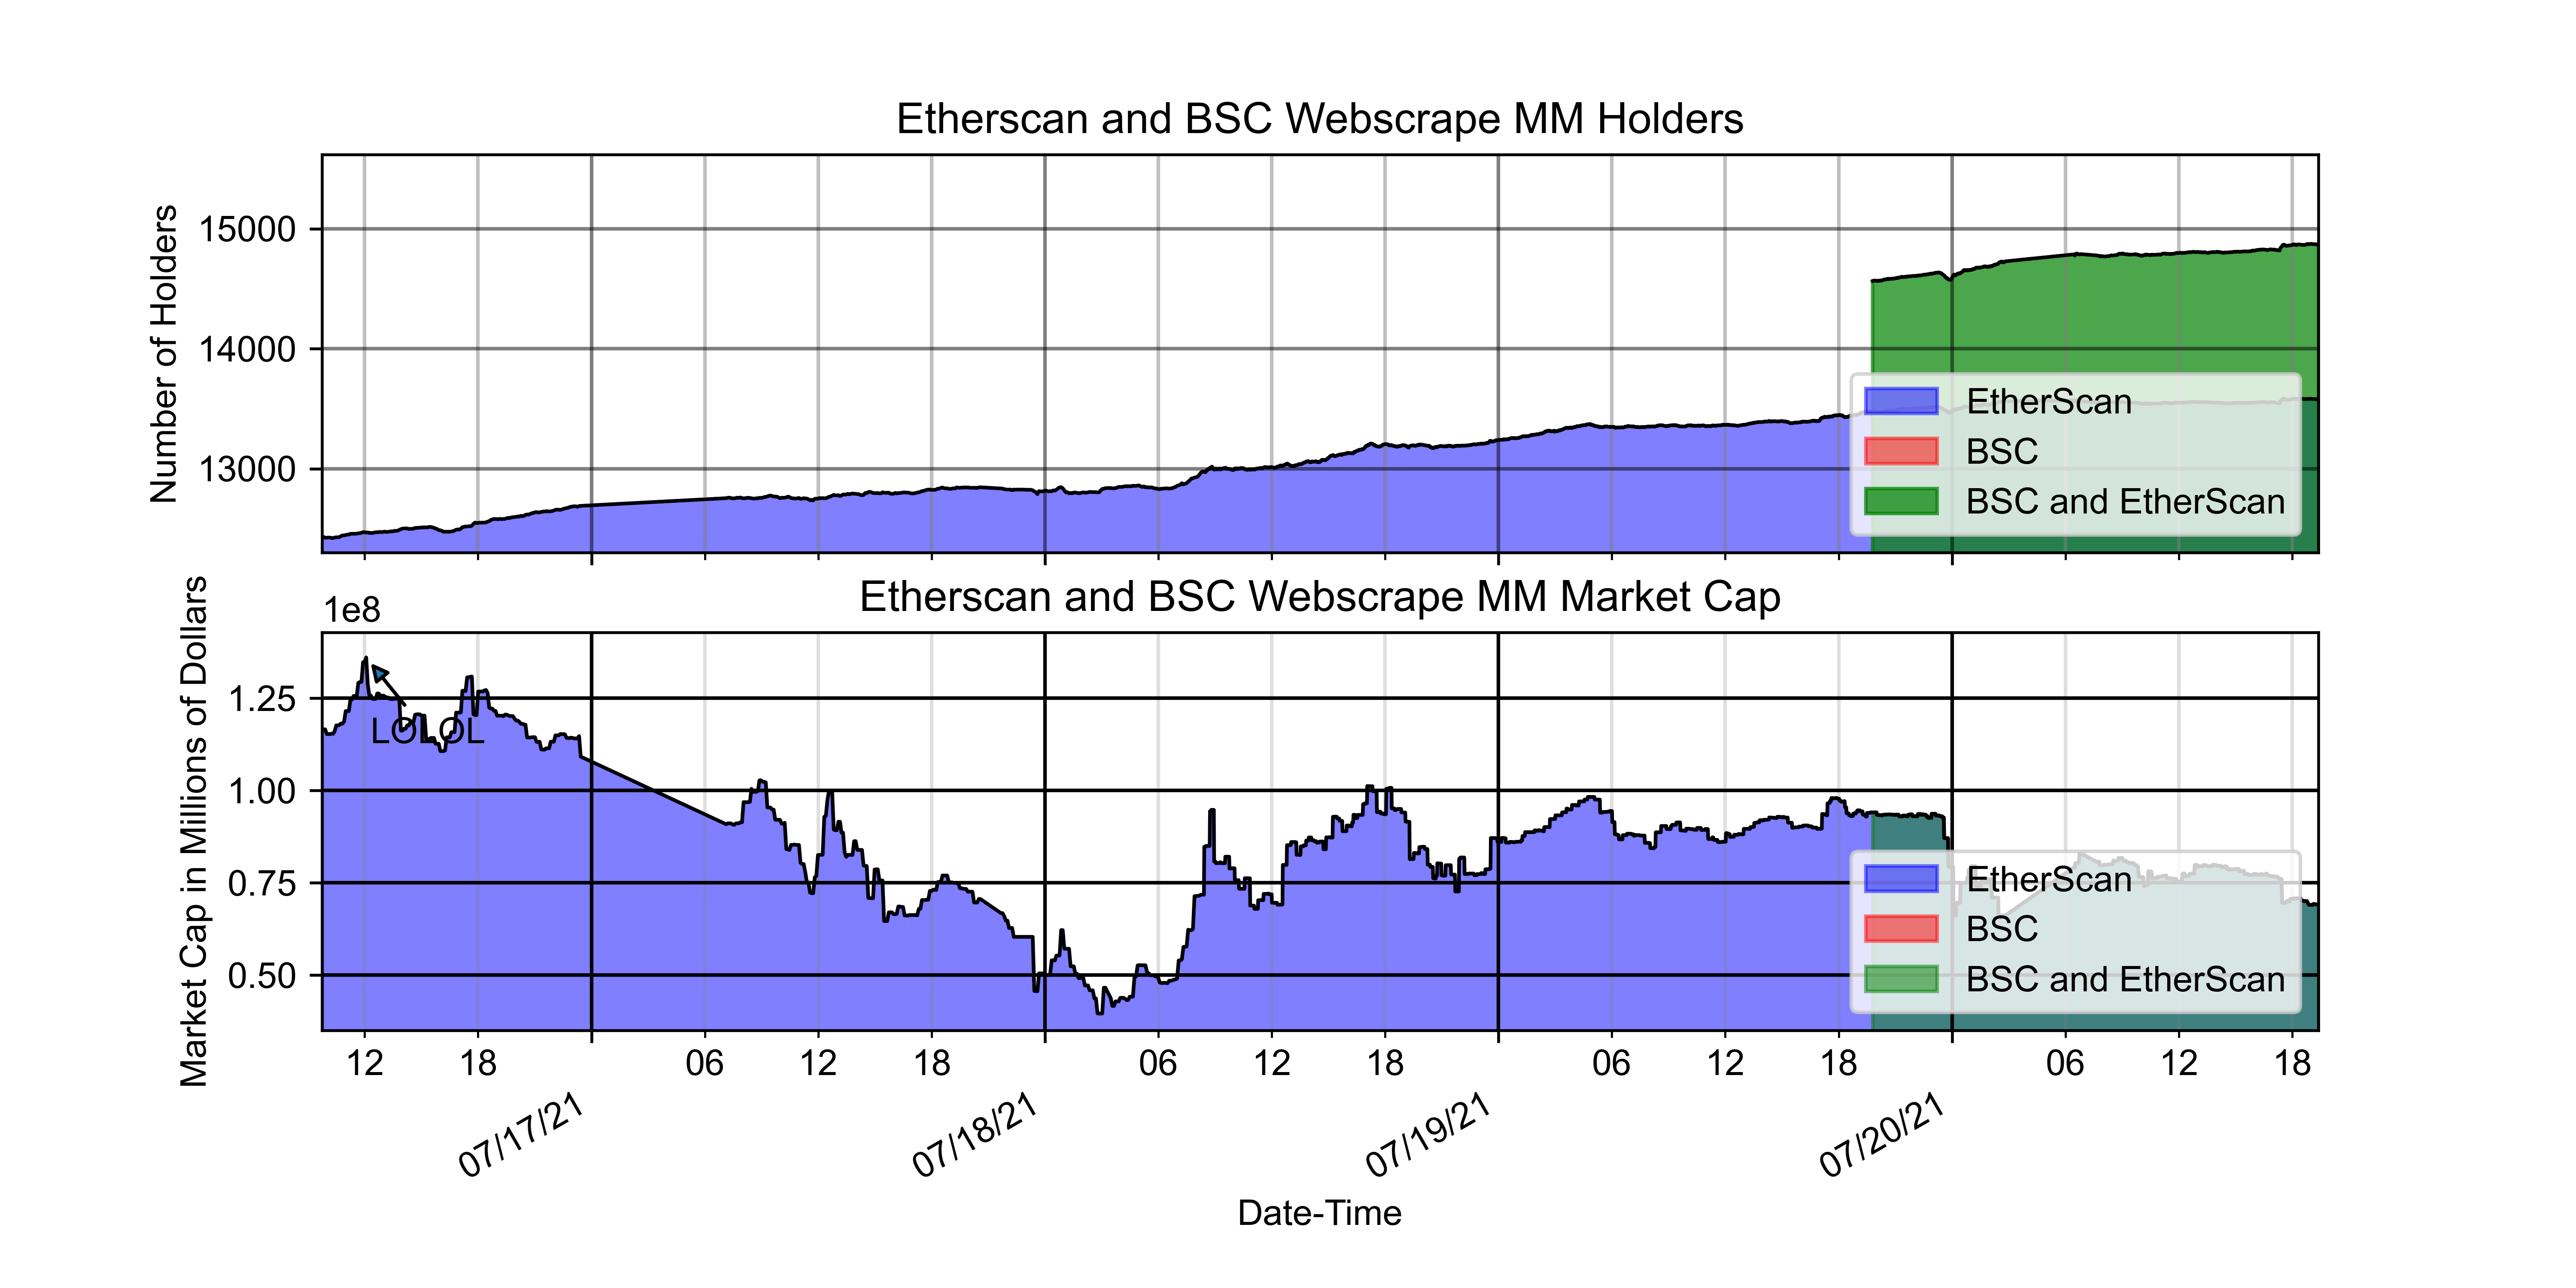 Etherscan and BSC Webscrape MM Holders
Number of Holders
15000
14000
13000
EtherScan
BSC
BSC and EtherScan
Etherscan and BSC Webscrape MM Market Cap
1e8
Market Cap in Millions of Dollars
1.25
1.00
0.75
0.50
LOLOL
EtherScan
BSC
BSC and EtherScan
12 18 06 12 18 06 12 18 06 12 18 06 12 18
07/17/21 07/18/21 07/19/21 07/20/21
Date-Time